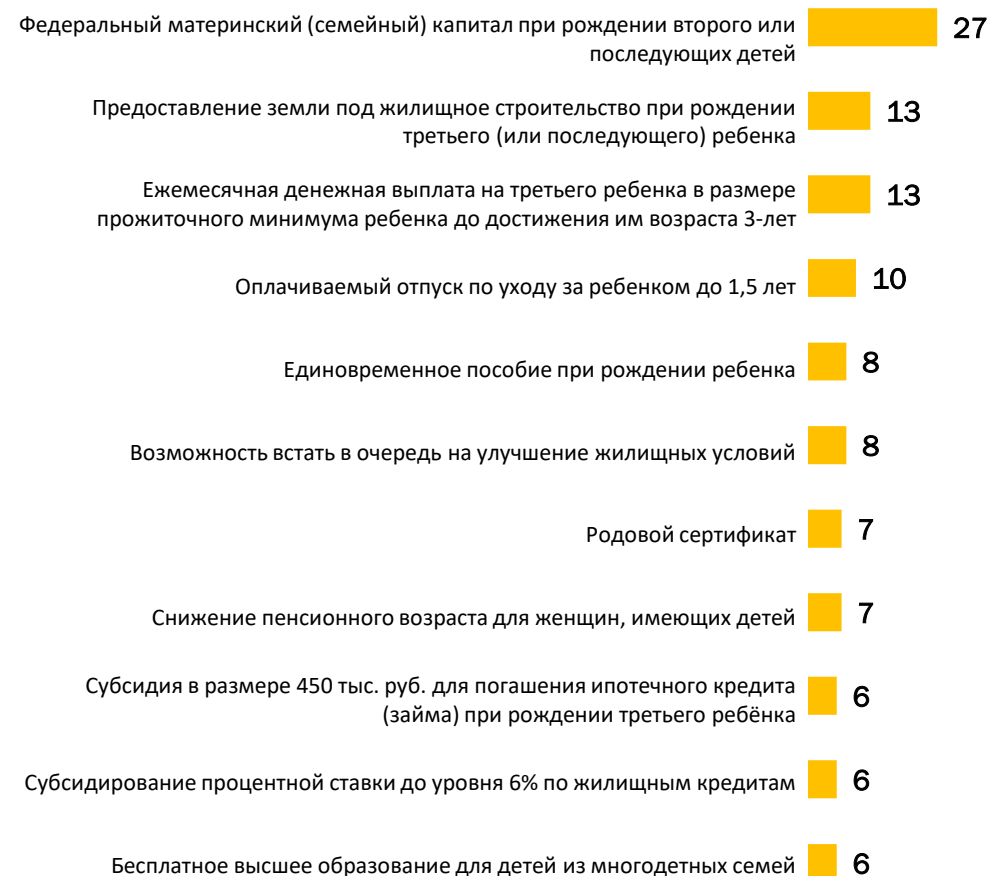 Федеральный материнский (семейный) капитал при рождении второго или
последующих детей
27
Предоставление земли под жилищное строительство при рождении
третьего (или последующего) ребенка
13
Ежемесячная денежная выплата на третьего ребенка в размере
прожиточного минимума ребенка до достижения им возраста 3-лет
13
Оплачиваемый отпуск по уходу за ребенком до 1,5 лет
10
Единовременное пособие при рождении ребенка
8
Возможность встать в очередь на улучшение жилищных условий
8
Родовой сертификат
7
Снижение пенсионного возраста для женщин, имеющих детей
7
Субсидия в размере 450 тыс. руб. для погашения ипотечного кредита
(займа) при рождении третьего ребёнка
6
Субсидирование процентной ставки до уровня 6% по жилищным кредитам
6
Бесплатное высшее образование для детей из многодетных семей
6